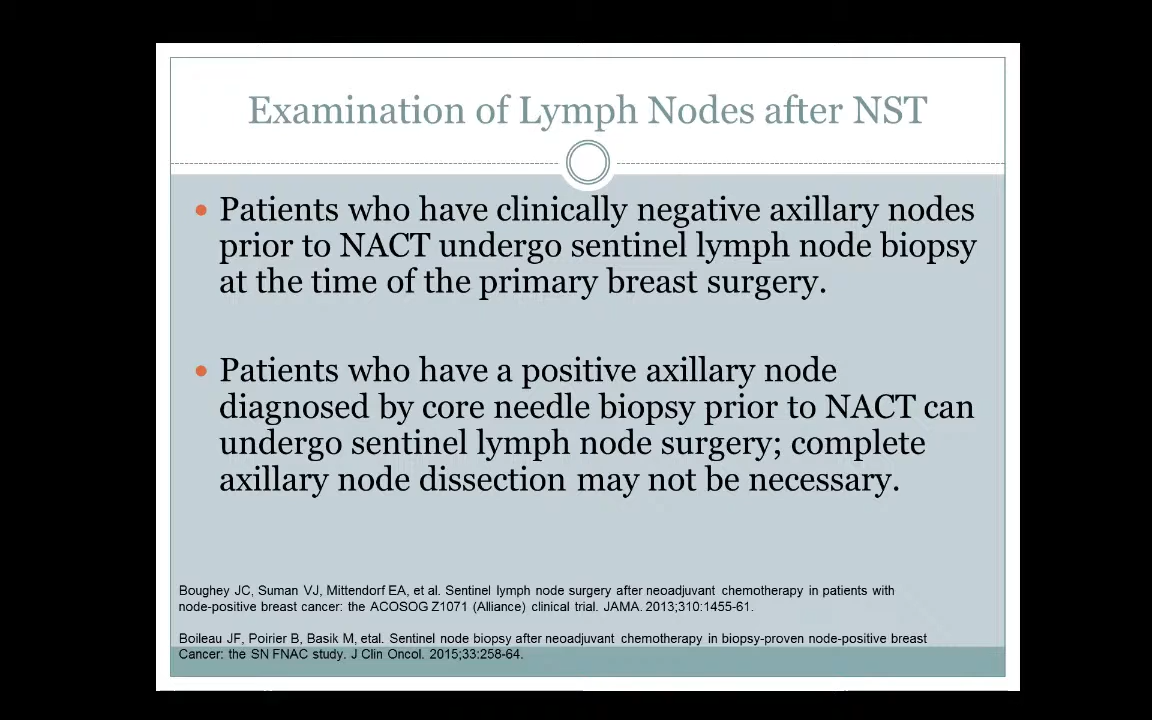 Examination of Lymph Nodes after NST
• Patients who have clinically negative axillary nodes
prior to NACT undergo sentinel lymph node biopsy
at the time of the primary breast surgery.
• Patients who have a positive axillary node
diagnosed by core needle biopsy prior to NACT can
undergo sentinel lymph node surgery; complete
axillary node dissection may not be necessary.
Boughey JC, Suman VJ, Mittendorf EA, et al. Sentinel lymph node surgery after neoadjuvant chemotherapy in patients with
node-positive breast cancer: the ACOSOG Z1071 (Alliance) clinical trial. JAMA. 2013;310:1455-61.
Boileau JF, Poirier B, Basik M, etal. Sentinel node biopsy after neoadjuvant chemotherapy in biopsy-proven node-positive breast
Cancer: the SN FNAC study. J Clin Oncol. 2015;33:258-64.